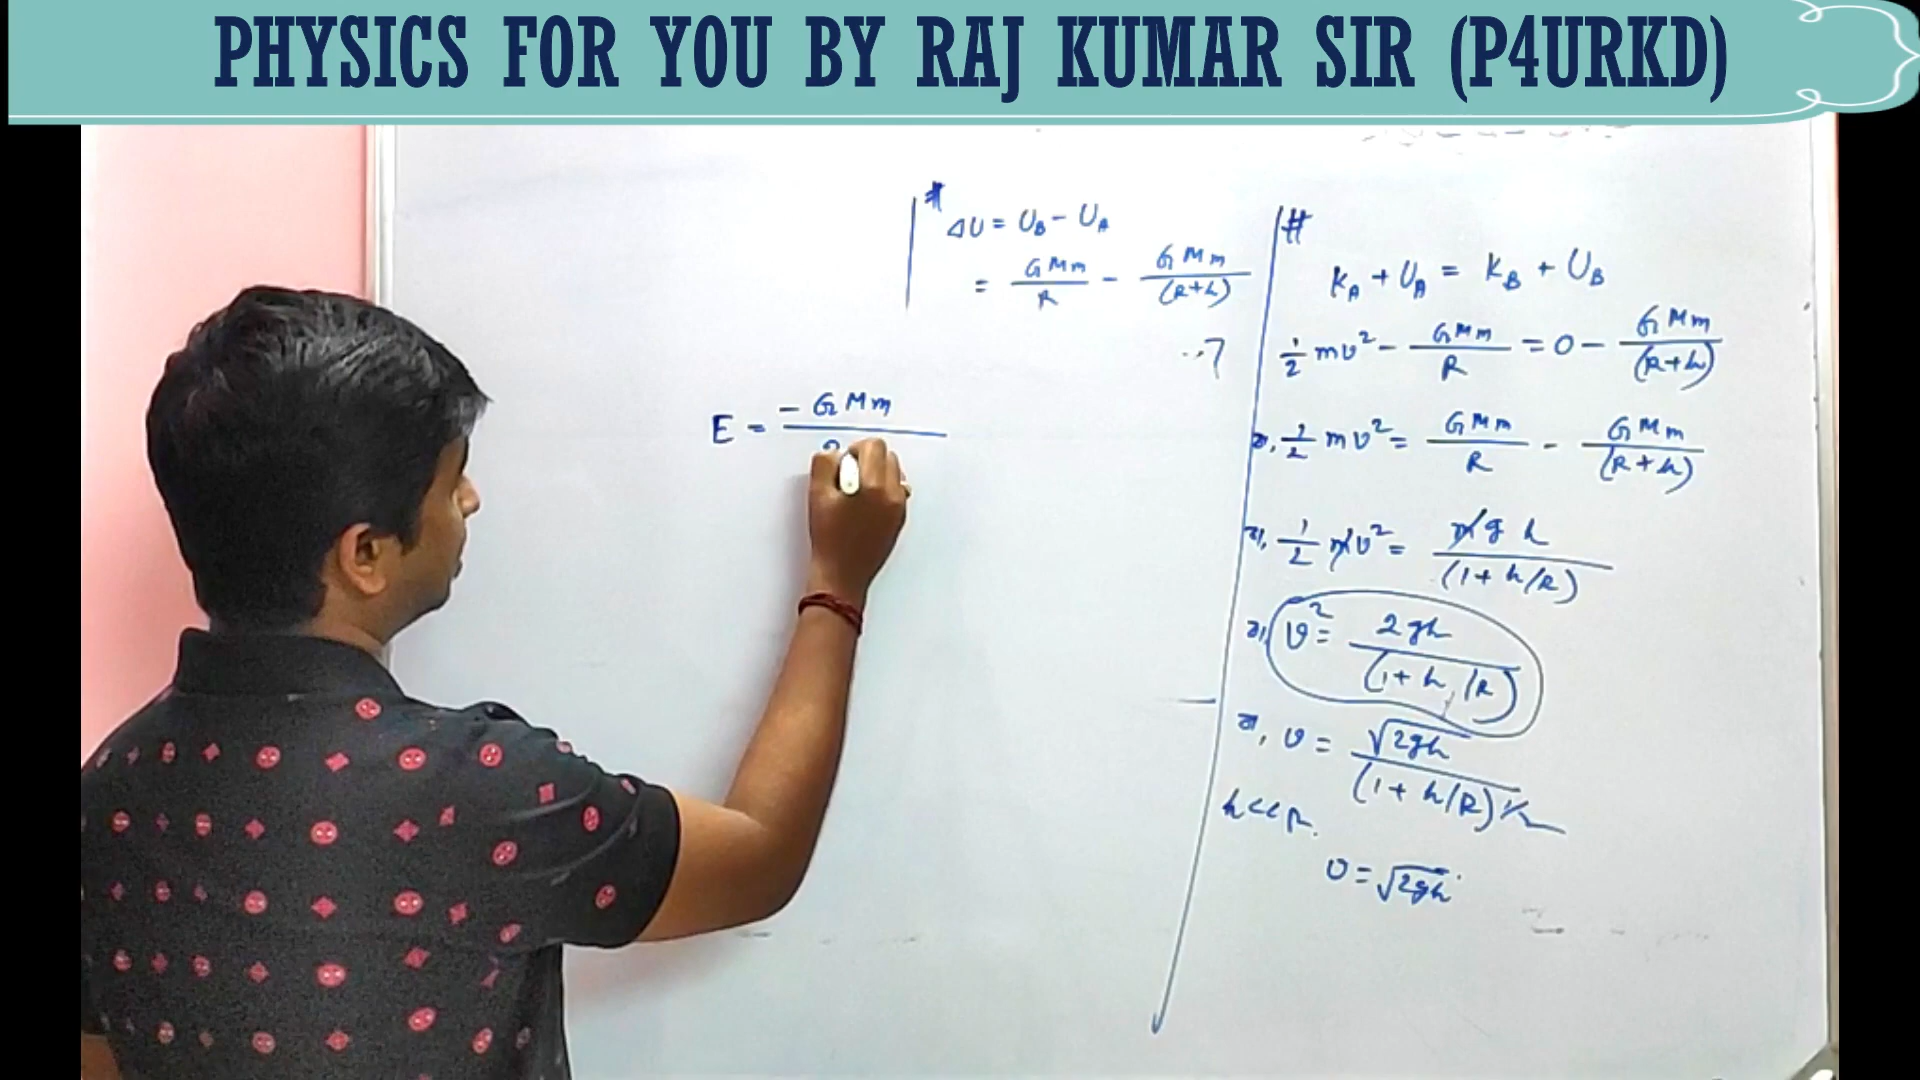 PHYSICS FOR YOU BY RAJ KUMAR SIR (P4URKD)
#
ΔU = U_B - U_A
= GMm/R - GMm/(R+h)
E = -GMm/2
#
K_A + U_A = K_B + U_B
1/2 mv² - GMm/R = 0 - GMm/(R+h)
বা, 1/2 mv² = GMm/R - GMm/(R+h)
বা, 1/2 mv² = mgh/(1+h/R)
বা, v² = 2gh/(1+h/R)
বা, v = √2gh/(1+h/R)^1/2
h<<R.
v = √2gh